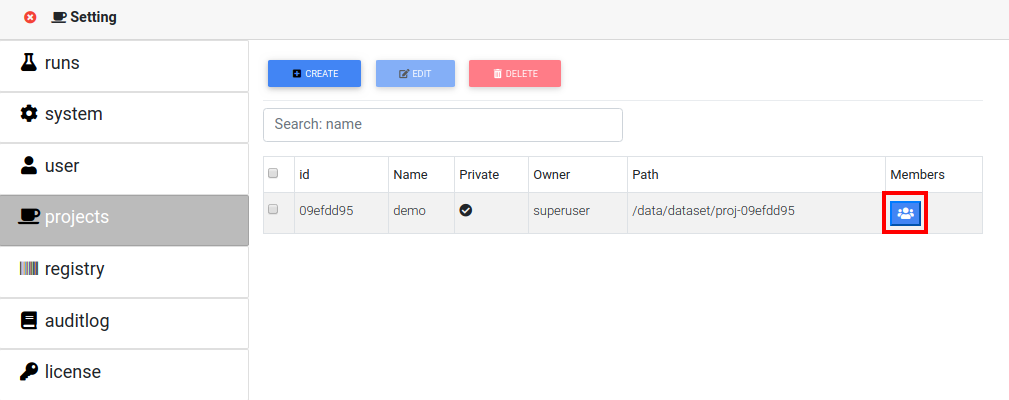 Setting
runs
system
user
projects
registry
auditlog
license
CREATE EDIT DELETE
Search: name
id Name Private Owner Path Members
09efdd95 demo superuser /data/dataset/proj-09efdd95